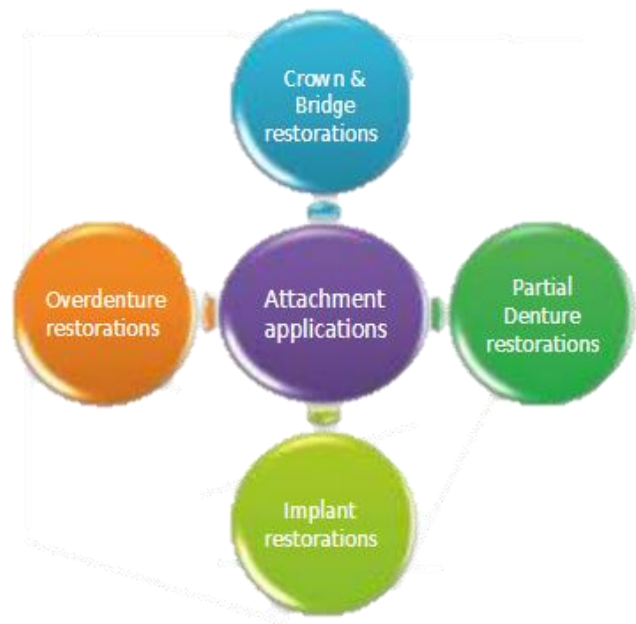 Crown &
Bridge
restorations
Overdenture
restorations
Attachment
applications
Partial
Denture
restorations
Implant
restorations